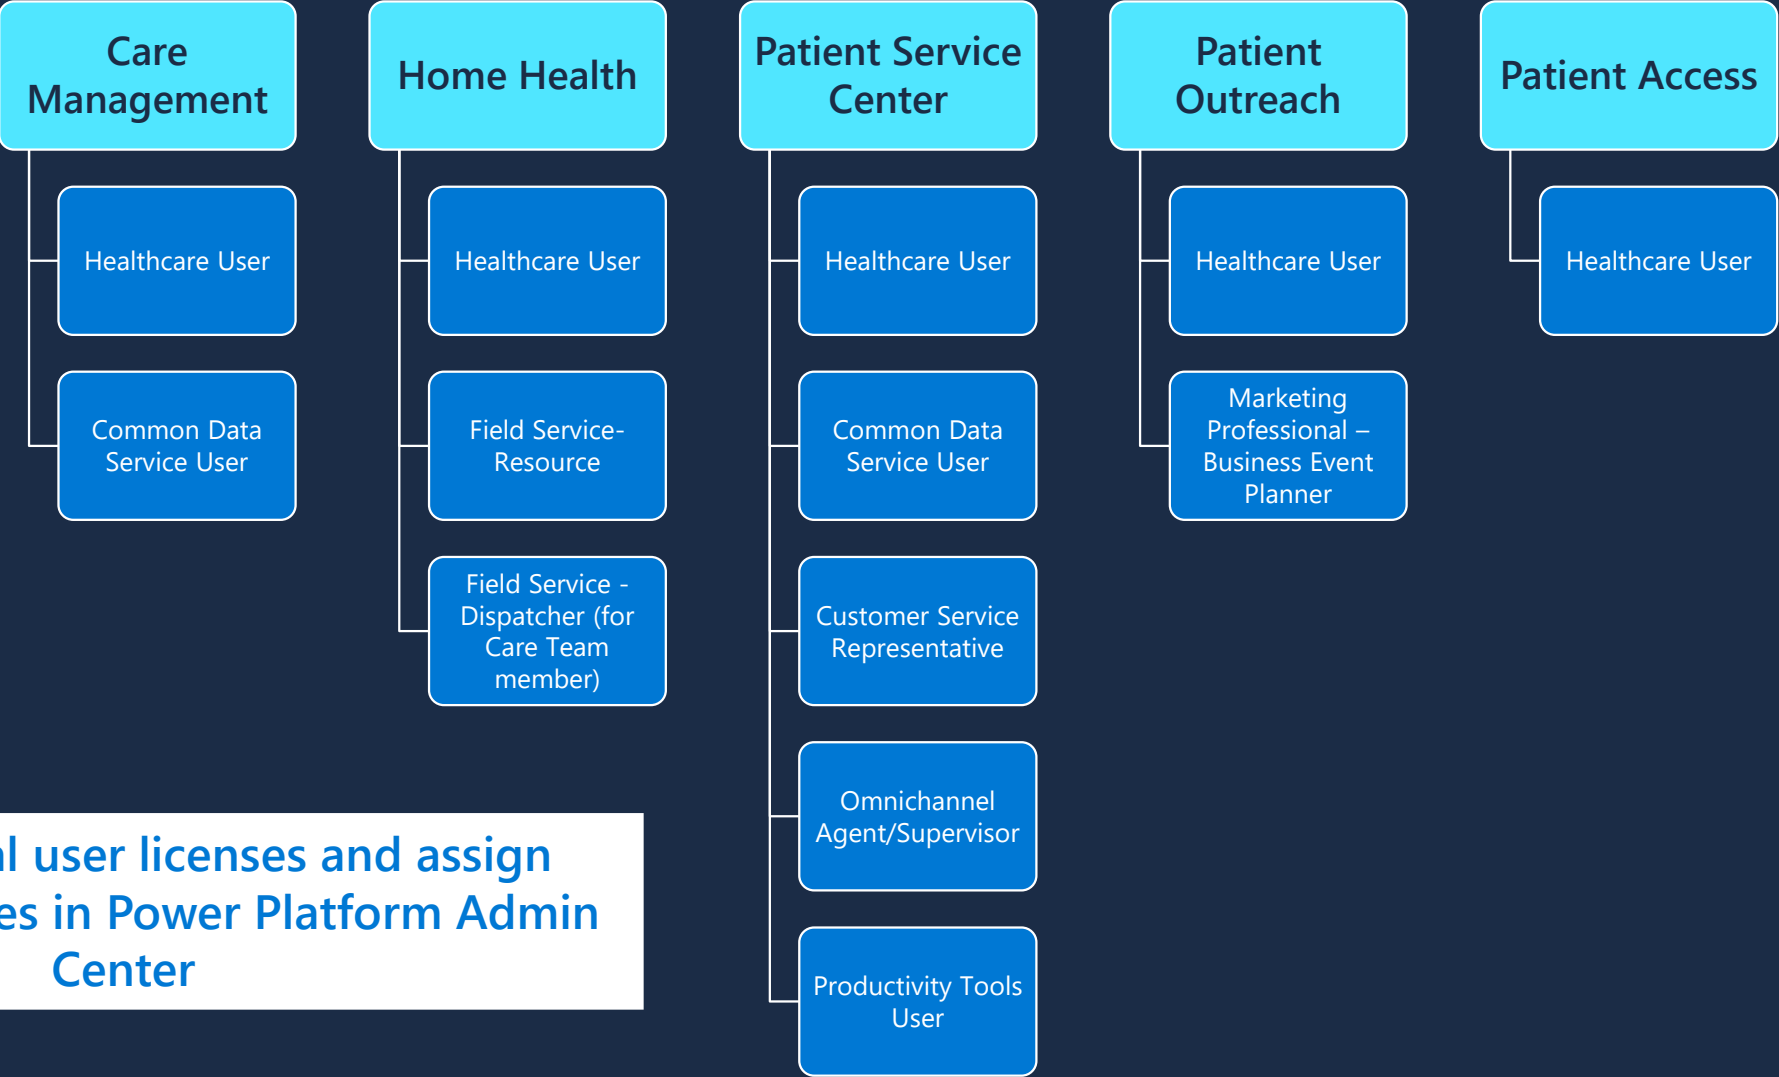 Care
Management
Healthcare User
Common Data
Service User
Home Health
Healthcare User
Field Service-
Resource
Field Service -
Dispatcher (for
Care Team
member)
Patient Service
Center
Healthcare User
Common Data
Service User
Customer Service
Representative
Omnichannel
Agent/Supervisor
Productivity Tools
User
Patient
Outreach
Healthcare User
Marketing
Professional –
Business Event
Planner
Patient Access
Healthcare User
user licenses and assign
in Power Platform Admin
Center